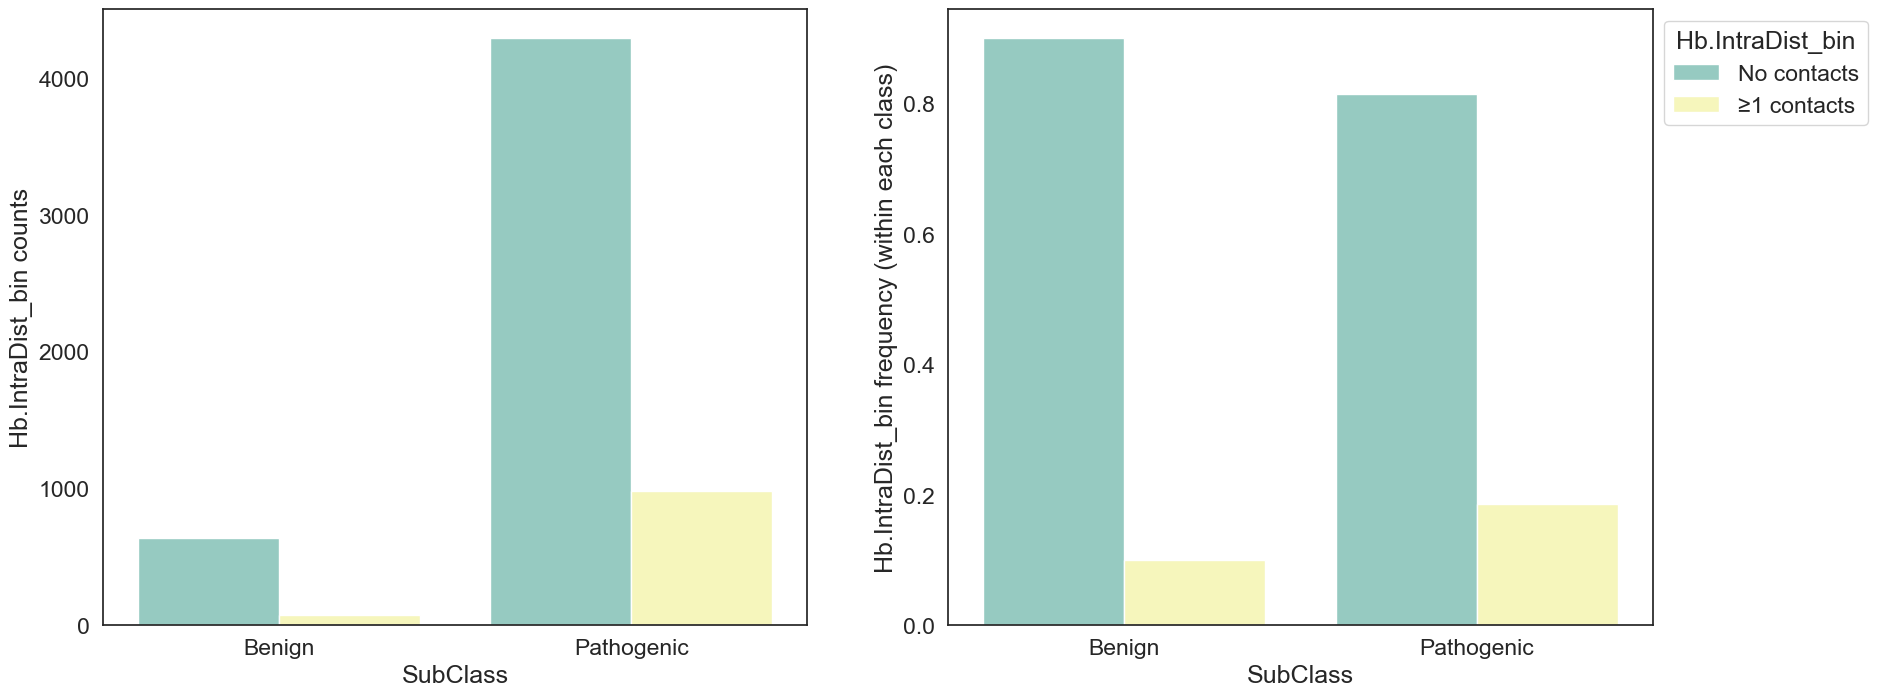 Hb.IntraDist_bin counts
4000
3000
2000
1000
0
Benign
Pathogenic
SubClass
Hb.IntraDist_bin frequency (within each class)
0.8
0.6
0.4
0.2
0.0
Benign
Pathogenic
SubClass
Hb.IntraDist_bin
No contacts
≥1 contacts